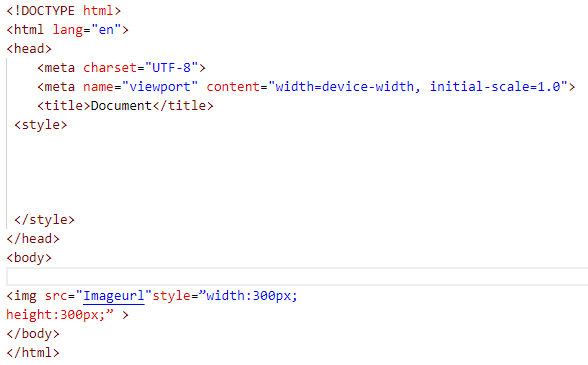 <!DOCTYPE html>
<html lang="en">
<head>
    <meta charset="UTF-8">
    <meta name="viewport" content="width=device-width, initial-scale=1.0">
    <title>Document</title>
 <style>
 </style>
</head>
<body>
<img src="Imageurl"style=”width:300px;
height:300px;” >
</body>
</html>